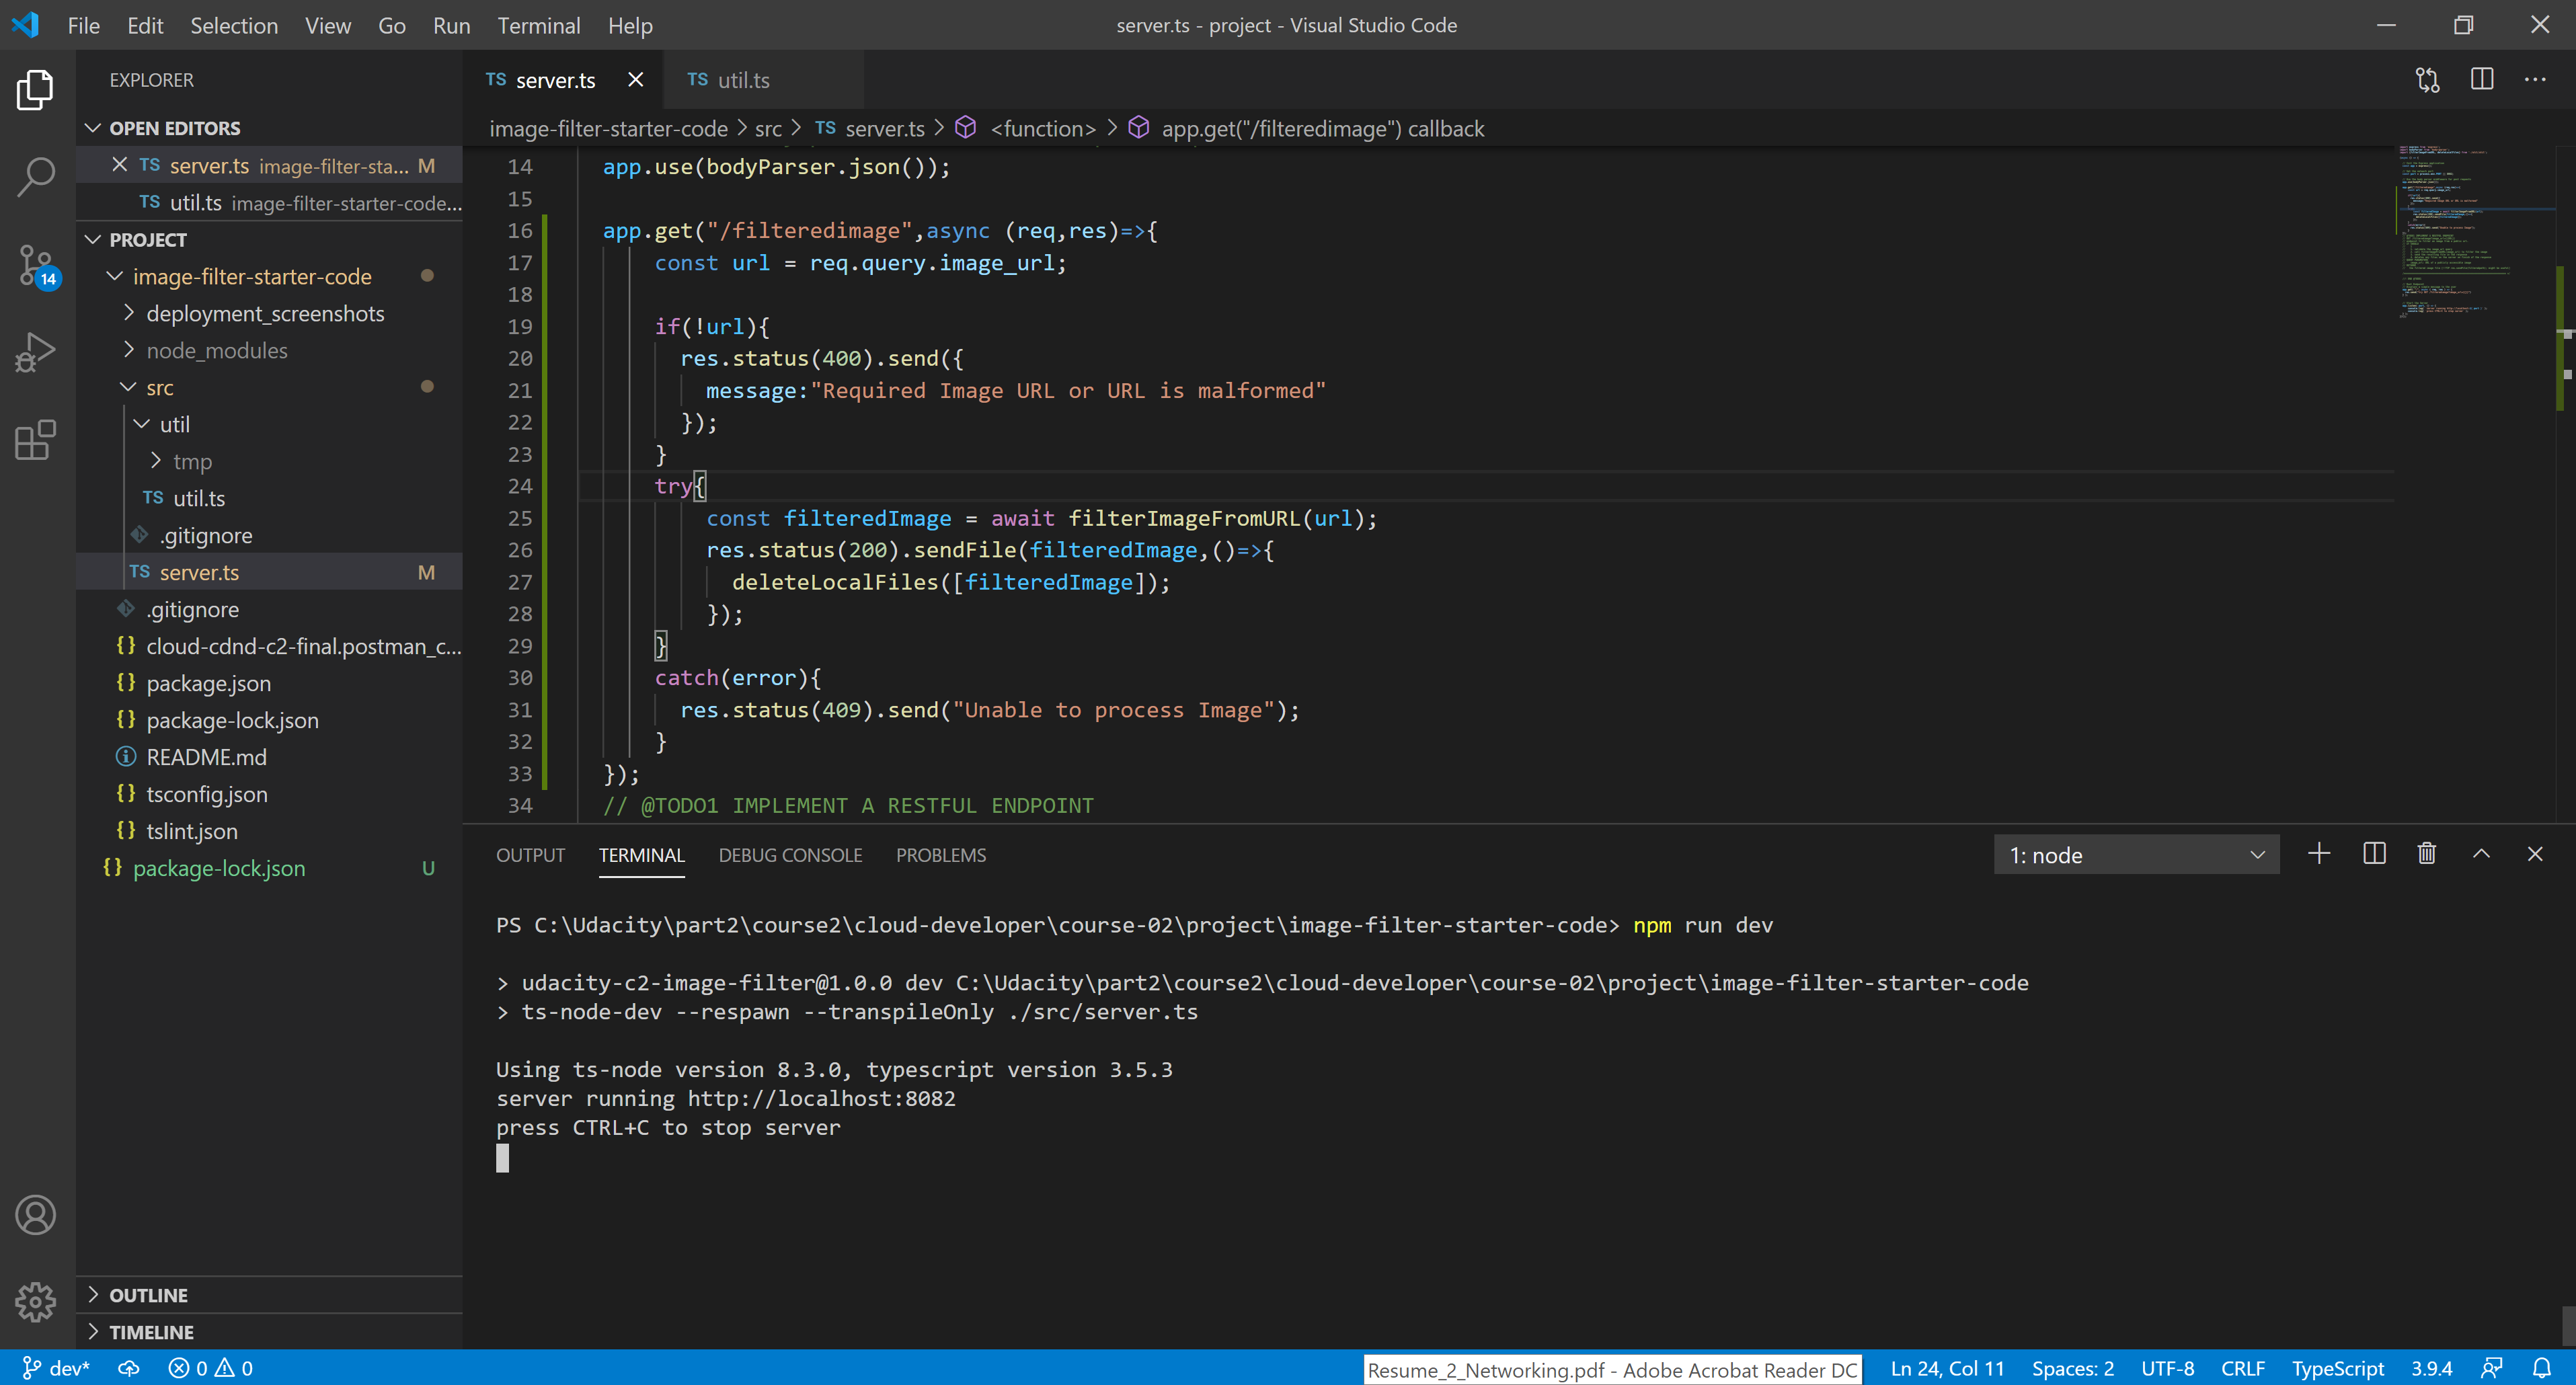 File Edit Selection View Go Run Terminal Help
server.ts - project - Visual Studio Code
EXPLORER
OPEN EDITORS
TS server.ts image-filter-sta... M
TS util.ts image-filter-starter-code...
PROJECT
image-filter-starter-code
deployment_screenshots
node_modules
src
util
tmp
TS util.ts
.gitignore
TS server.ts M
.gitignore
{} cloud-cdnd-c2-final.postman_c...
{} package.json
{} package-lock.json
README.md
{} tsconfig.json
{} tslint.json
{} package-lock.json U
OUTLINE
TIMELINE
14
TS server.ts
TS util.ts
image-filter-starter-code > src > TS server.ts > <function> > app.get("/filteredimage") callback
14 app.use(bodyParser.json());
15
16 app.get("/filteredimage",async (req,res)=>{
17 const url = req.query.image_url;
18
19 if(!url){
20 res.status(400).send({
21 message:"Required Image URL or URL is malformed"
22 });
23 }
24 try{
25 const filteredImage = await filterImageFromURL(url);
26 res.status(200).sendFile(filteredImage,()=>{
27 deleteLocalFiles([filteredImage]);
28 });
29 }
30 catch(error){
31 res.status(409).send("Unable to process Image");
32 }
33 });
34 // @TODO1 IMPLEMENT A RESTFUL ENDPOINT
OUTPUT TERMINAL DEBUG CONSOLE PROBLEMS
1: node
PS C:\Udacity\part2\course2\cloud-developer\course-02\project\image-filter-starter-code> npm run dev
> udacity-c2-image-filter@1.0.0 dev C:\Udacity\part2\course2\cloud-developer\course-02\project\image-filter-starter-code
> ts-node-dev --respawn --transpileOnly ./src/server.ts
Using ts-node version 8.3.0, typescript version 3.5.3
server running http://localhost:8082
press CTRL+C to stop server
dev* 0 0
Resume_2_Networking.pdf - Adobe Acrobat Reader DC
Ln 24, Col 11 Spaces: 2 UTF-8 CRLF TypeScript 3.9.4